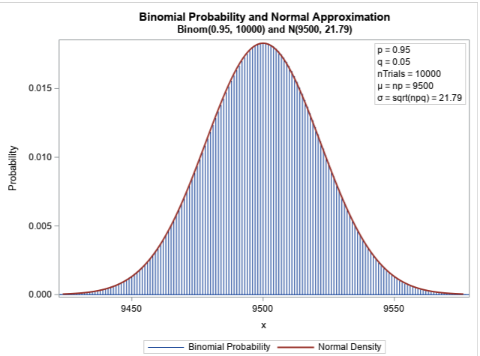 Binomial Probability and Normal Approximation
Binom(0.95, 10000) and N(9500, 21.79)
p = 0.95
q = 0.05
nTrials = 10000
μ = np = 9500
σ = sqrt(npq) = 21.79
Probability
0.015
0.010
0.005
0.000
9450 9500 9550
x
Binomial Probability Normal Density